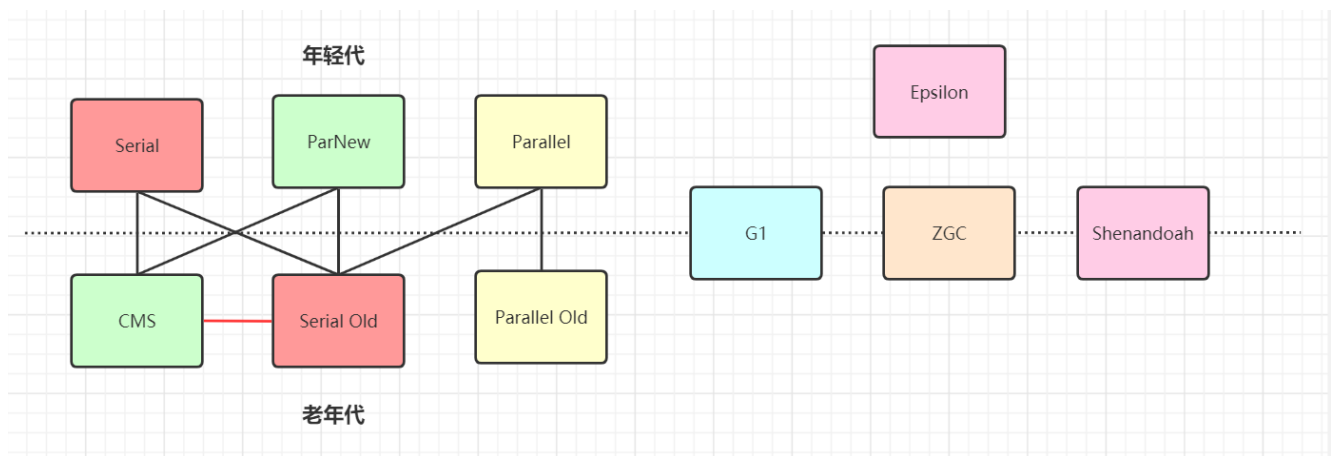 年轻代
Epsilon
Serial
ParNew
Parallel
G1
ZGC
Shenandoah
CMS
Serial Old
Parallel Old
老年代